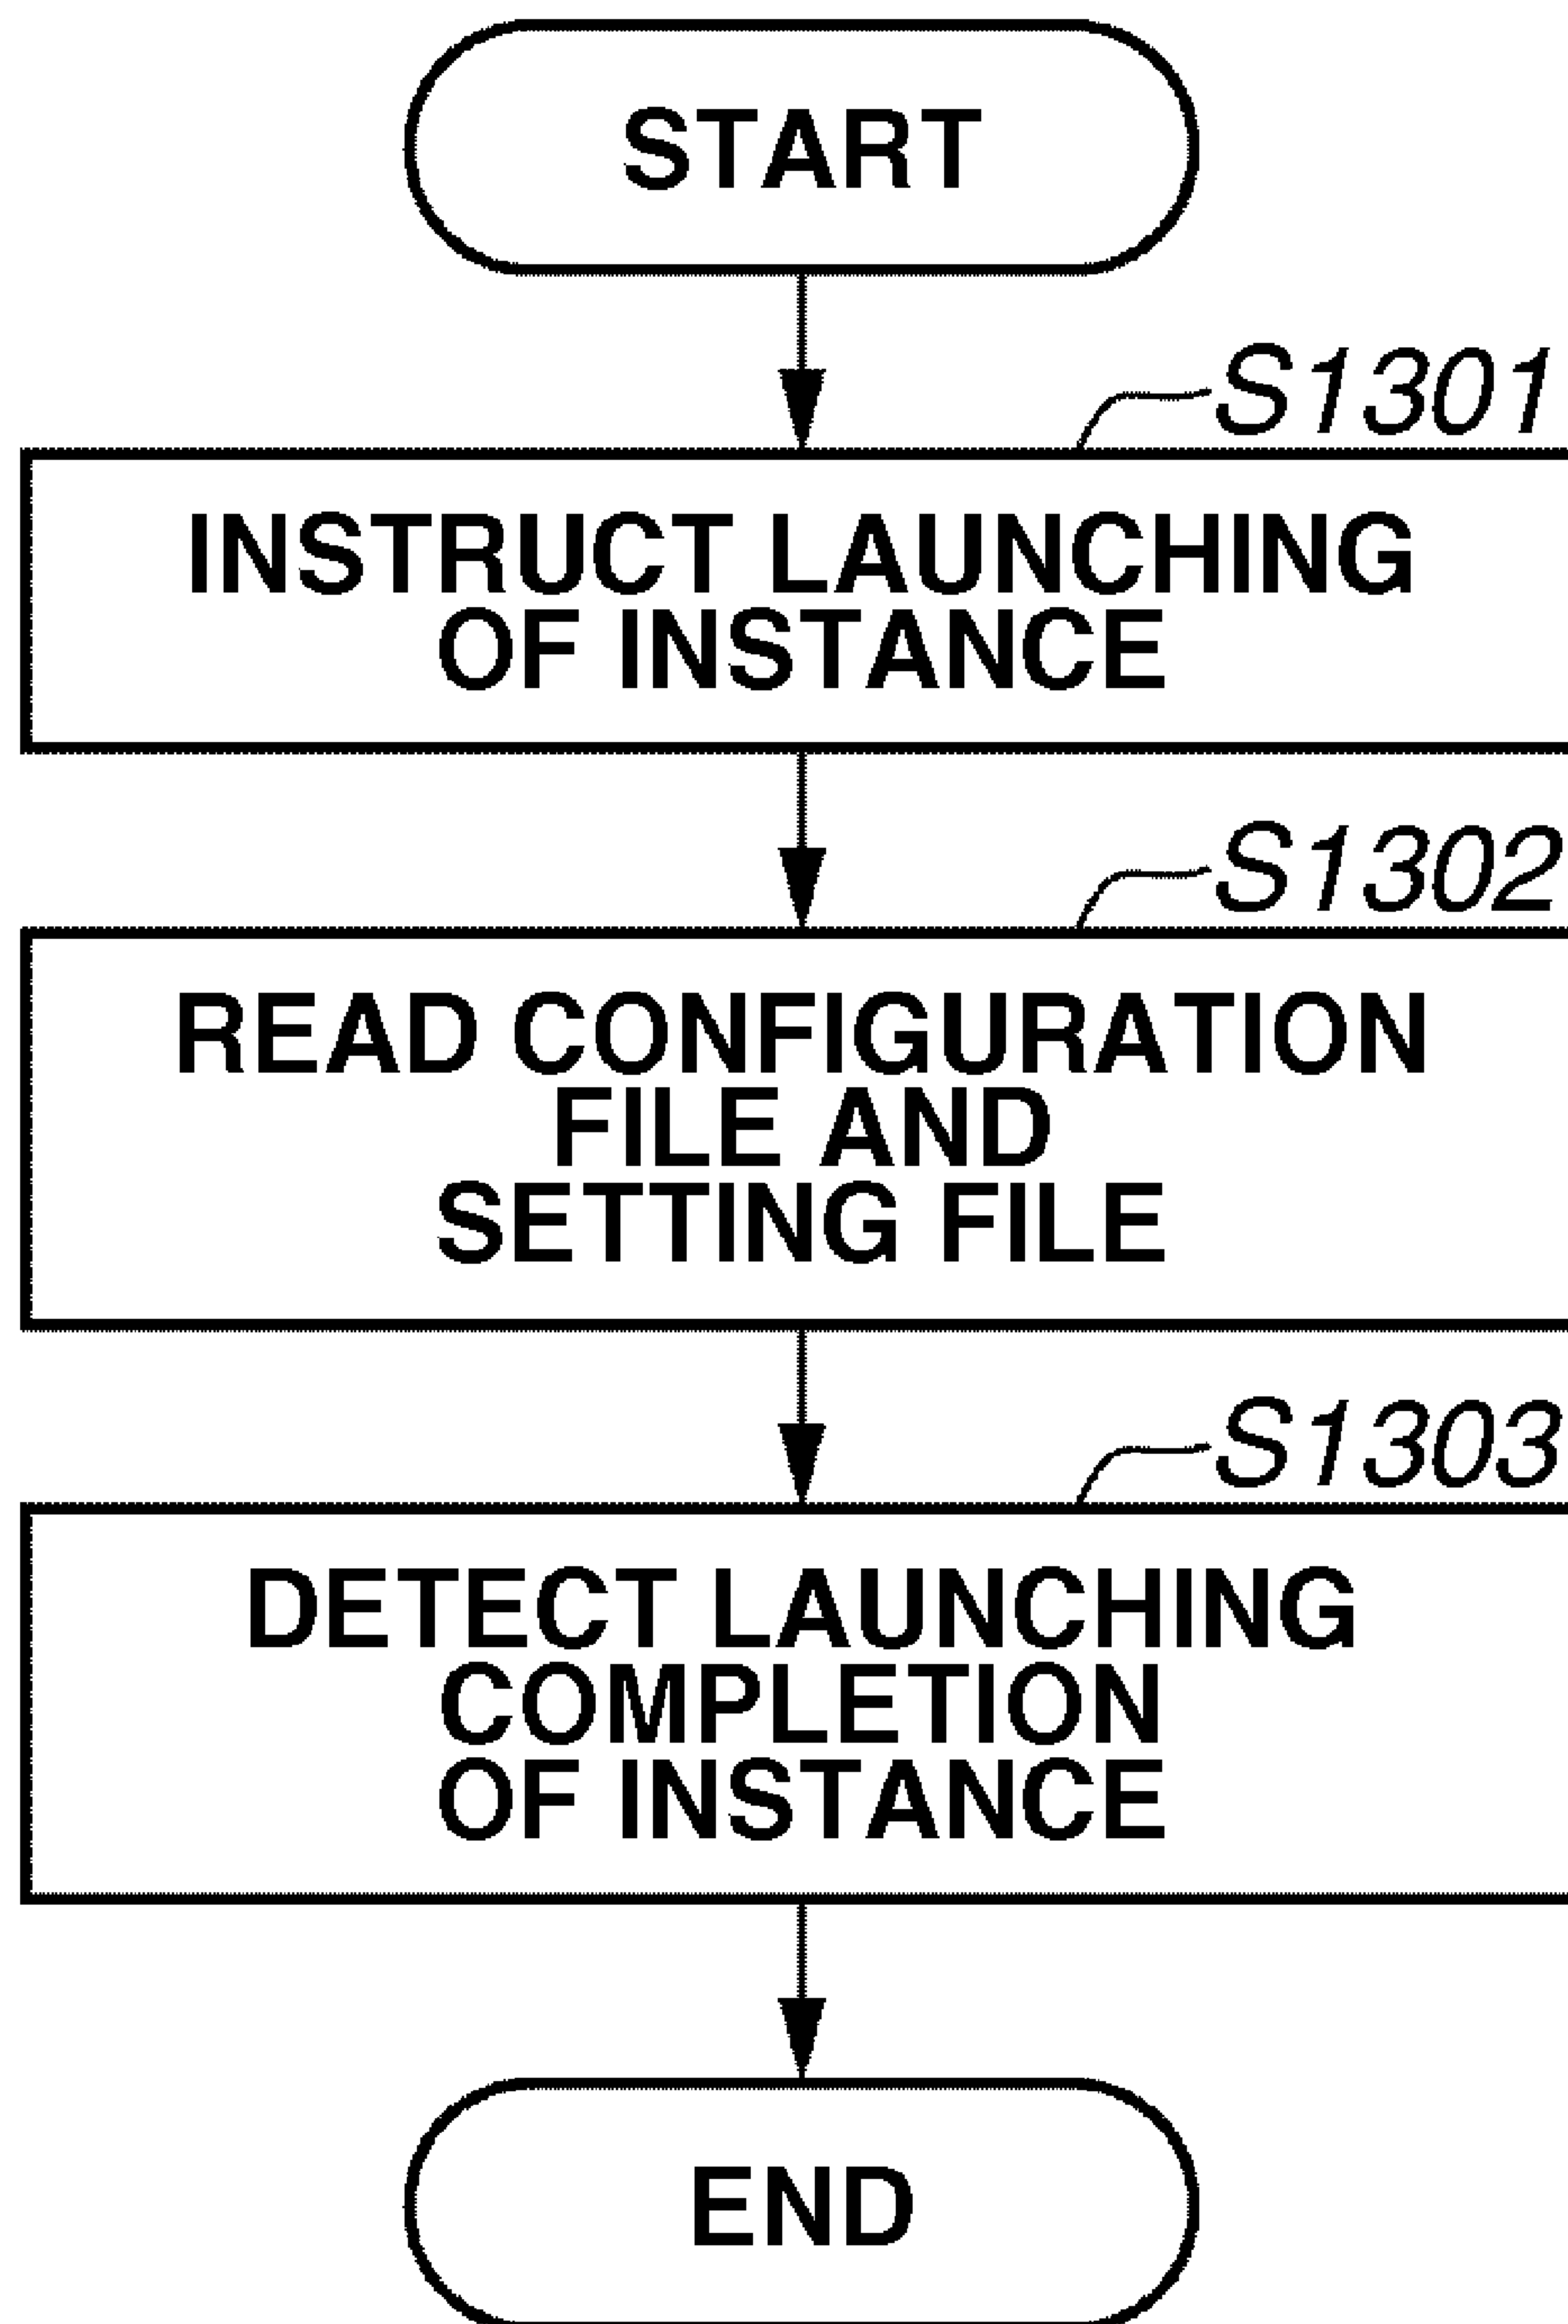 START
S1301
INSTRUCT LAUNCHING
OF INSTANCE
S1302
READ CONFIGURATION
FILE AND
SETTING FILE
S1303
DETECT LAUNCHING
COMPLETION
OF INSTANCE
END